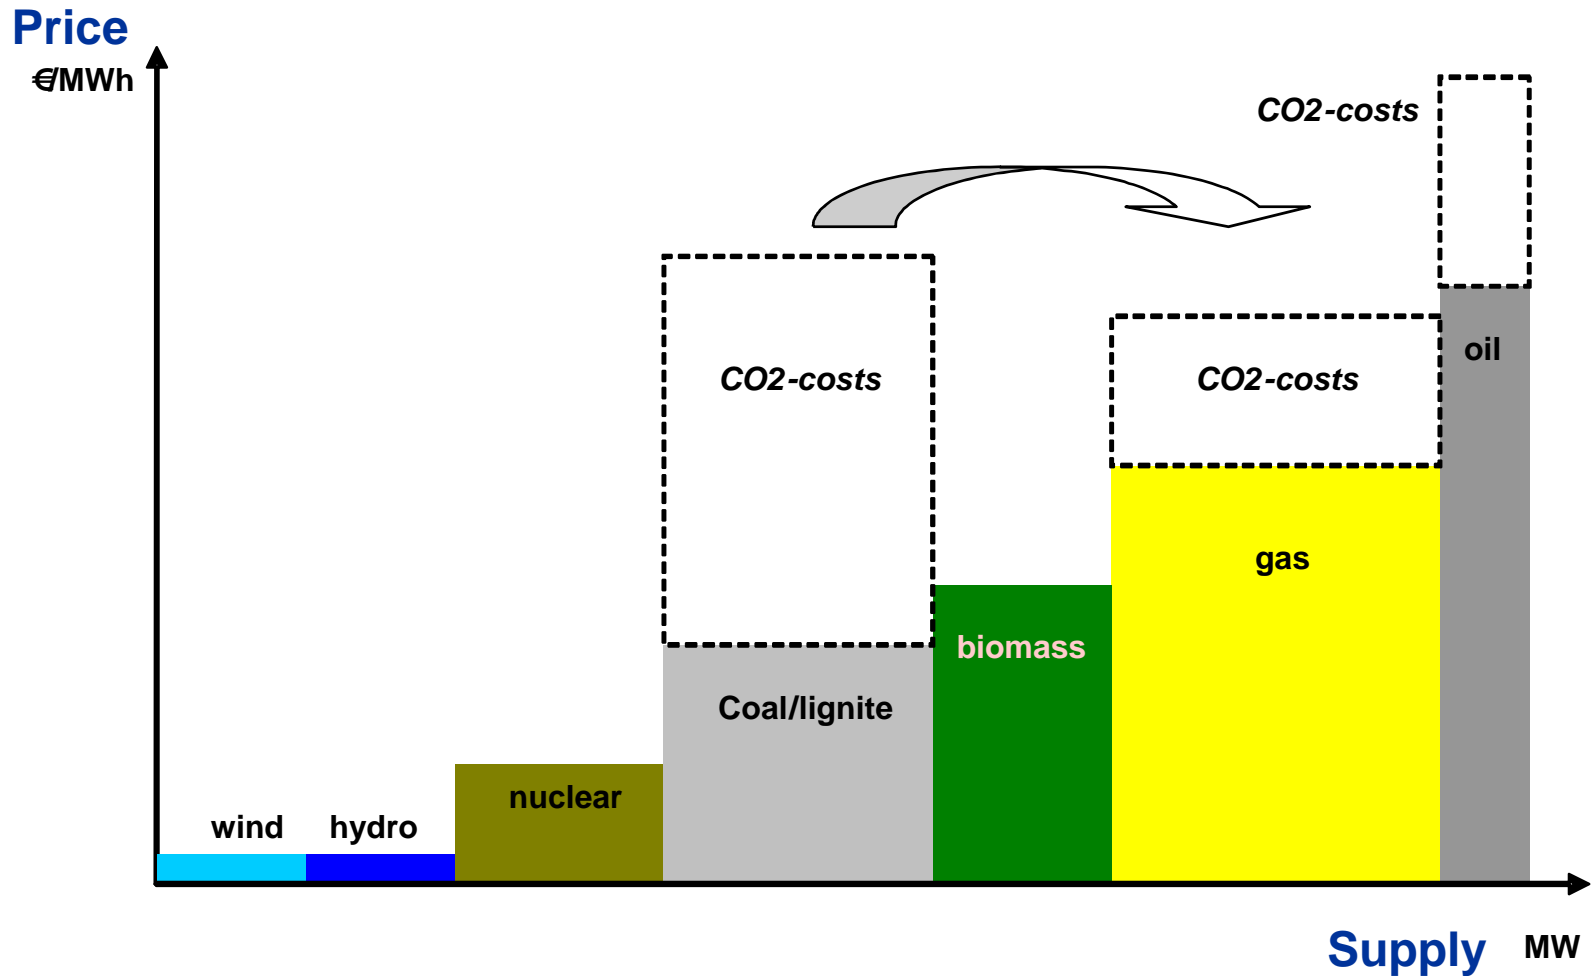 Price
€/MWh
CO2-costs
oil
CO2-costs
CO2-costs
gas
biomass
Coal/lignite
nuclear
wind
hydro
Supply MW